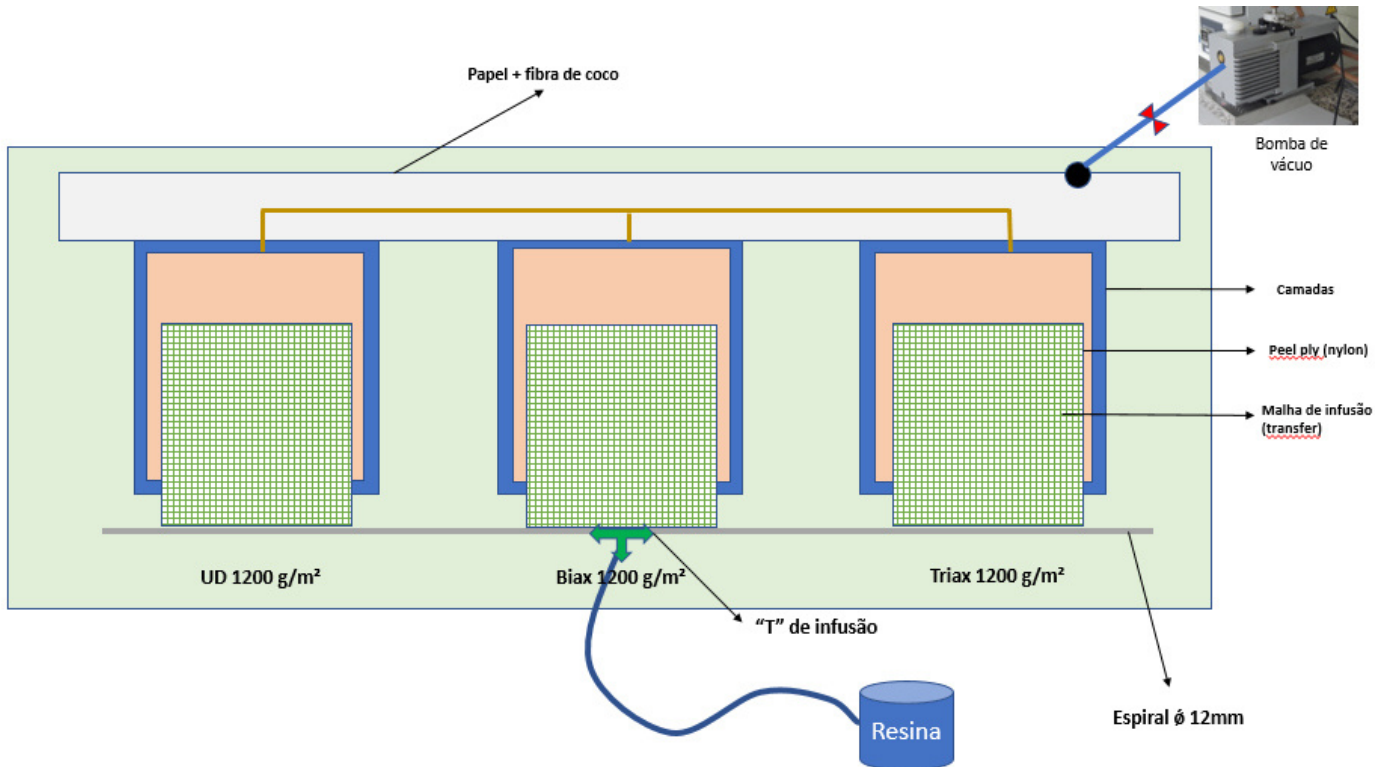 Papel + fibra de coco
Bomba de
vácuo
Camadas
Peel ply (nylon)
Malha de infusão
(transfer)
UD 1200 g/m²
Biax 1200 g/m²
Triax 1200 g/m²
“T” de infusão
Resina
Espiral ǿ 12mm